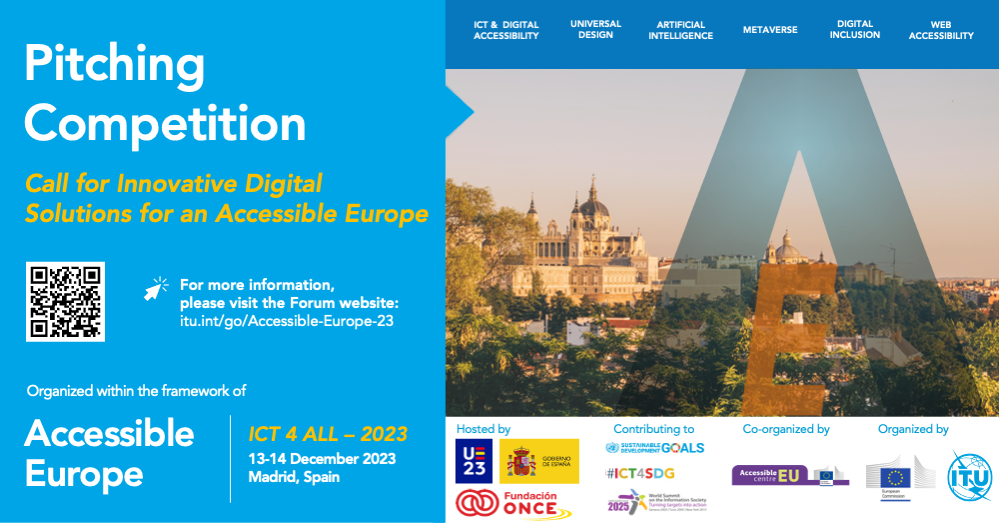 Pitching
Competition
Call for Innovative Digital
Solutions for an Accessible Europe
For more information,
please visit the Forum website:
itu.int/go/Accessible-Europe-23
Organized within the framework of
Accessible
Europe
ICT 4 ALL – 2023
13-14 December 2023
Madrid, Spain
ICT & DIGITAL
ACCESSIBILITY
UNIVERSAL
DESIGN
ARTIFICIAL
INTELLIGENCE
METAVERSE
DIGITAL
INCLUSION
WEB
ACCESSIBILITY
AE
Hosted by
UE
23
GOBIERNO
DE ESPAÑA
Fundación
ONCE
Contributing to
SUSTAINABLE
DEVELOPMENT GOALS
#ICT4SDG
2025
World Summit
on the Information Society
Turning targets into action
Co-organized by
Accessible
centre EU
Organized by
European
Commission
ITU